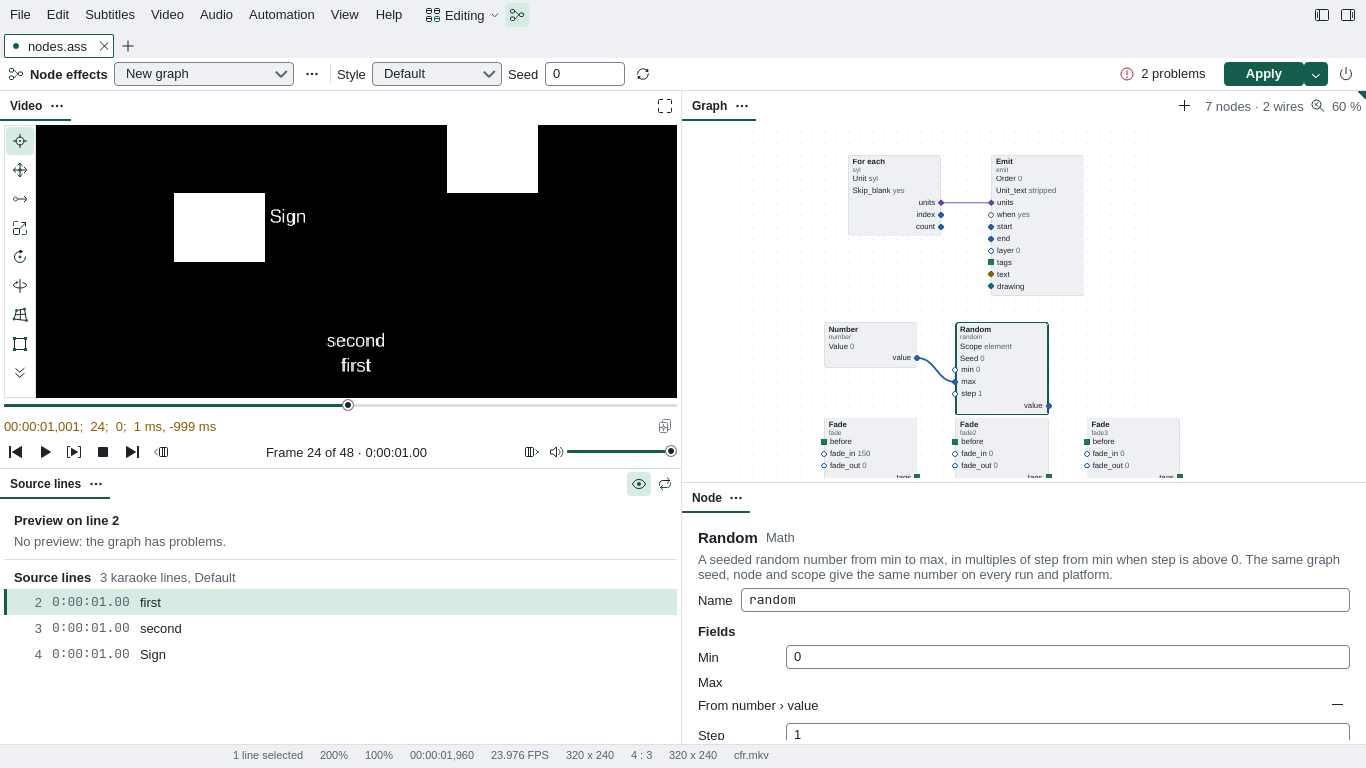 File Edit Subtitles Video Audio Automation View Help Editing
nodes.ass
Node effects New graph Style Default Seed 0 2 problems Apply
Video
Graph 7 nodes · 2 wires 60 %
Sign
second
first
For each
syl
Unit syl
Skip_blank yes
units
index
count
Emit
emit
Order 0
Unit_text stripped
units
when yes
start
end
layer 0
tags
text
drawing
Number
number
Value 0
value
Random
random
Scope element
Seed 0
min 0
max
step 1
value
Fade
fade
before
fade_in 150
fade_out 0
tags
Fade
fade2
before
fade_in 0
fade_out 0
tags
Fade
fade3
before
fade_in 0
fade_out 0
tags
00:00:01,001; 24; 0; 1 ms, -999 ms
Frame 24 of 48 · 0:00:01.00
Source lines
Preview on line 2
No preview: the graph has problems.
Source lines 3 karaoke lines, Default
2 0:00:01.00 first
3 0:00:01.00 second
4 0:00:01.00 Sign
Node
Random Math
A seeded random number from min to max, in multiples of step from min when step is above 0. The same graph
seed, node and scope give the same number on every run and platform.
Name random
Fields
Min 0
Max
From number › value
Step 1
1 line selected 200% 100% 00:00:01,960 23.976 FPS 320 x 240 4 : 3 320 x 240 cfr.mkv